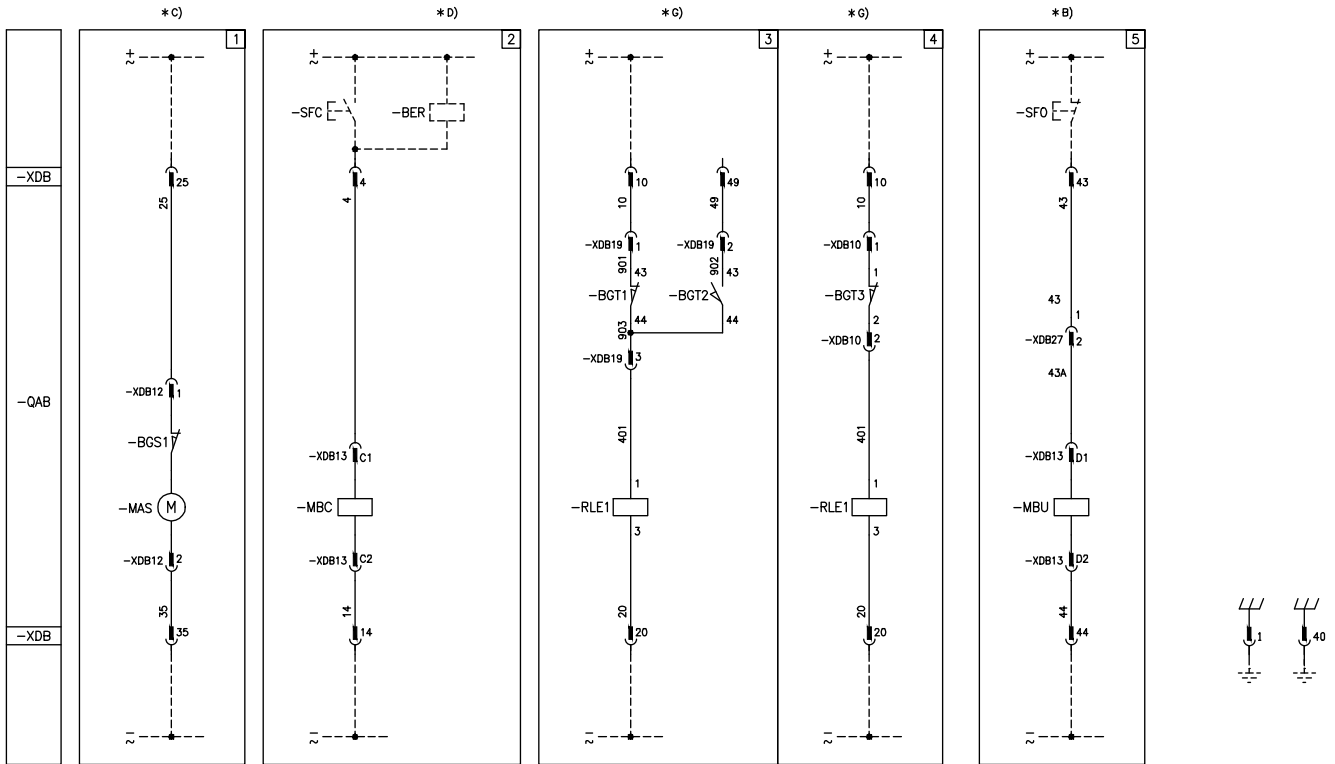 *C)
*D)
*G)
*G)
*B)
1
2
3
4
5
+
~
+
~
+
~
+
~
+
~
-SFC
-BER
-SFO
-XDB
25
4
10
49
10
43
25
4
10
49
10
43
-XDB19
1
-XDB19
2
-XDB10
1
901
43
902
43
1
-BGT1
-BGT2
-BGT3
43
903
44
44
2
1
-XDB19
3
-XDB10
2
-XDB27
2
43A
-XDB12
1
-QAB
-BGS1
401
401
-XDB13
C1
-XDB13
D1
1
1
-MAS
M
-MBC
-RLE1
-RLE1
-MBU
3
3
-XDB12
2
-XDB13
C2
-XDB13
D2
35
14
20
20
44
-XDB
35
14
20
20
44
1
40
-
~
-
~
-
~
-
~
-
~